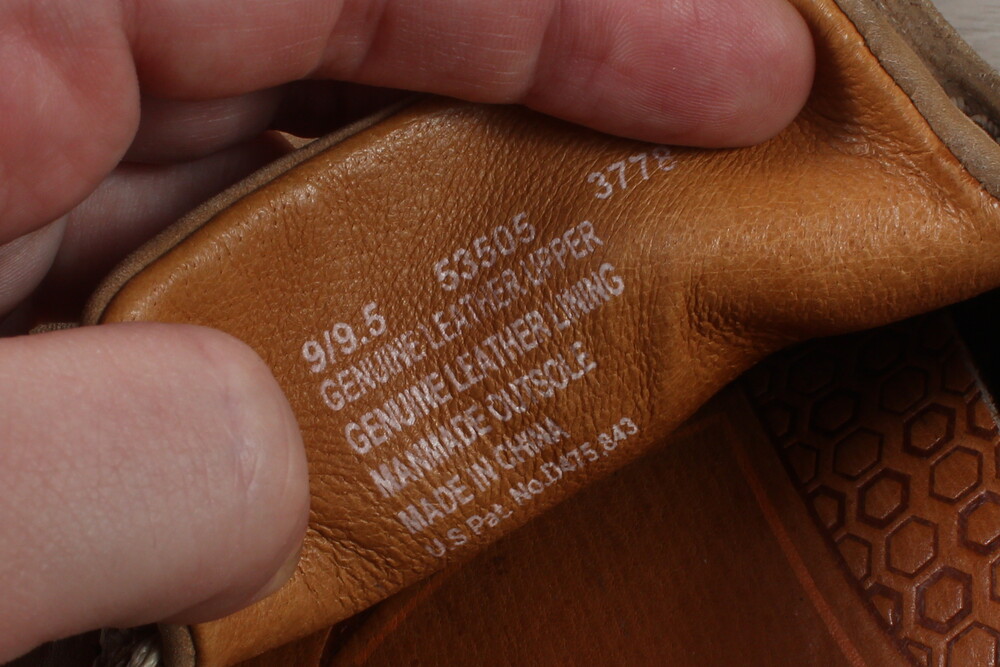 9/9.5 53505 3778
GENUINE LEATHER UPPER
GENUINE LEATHER LINING
MANMADE OUTSOLE
MADE IN CHINA
U.S Pat. No.D475,843